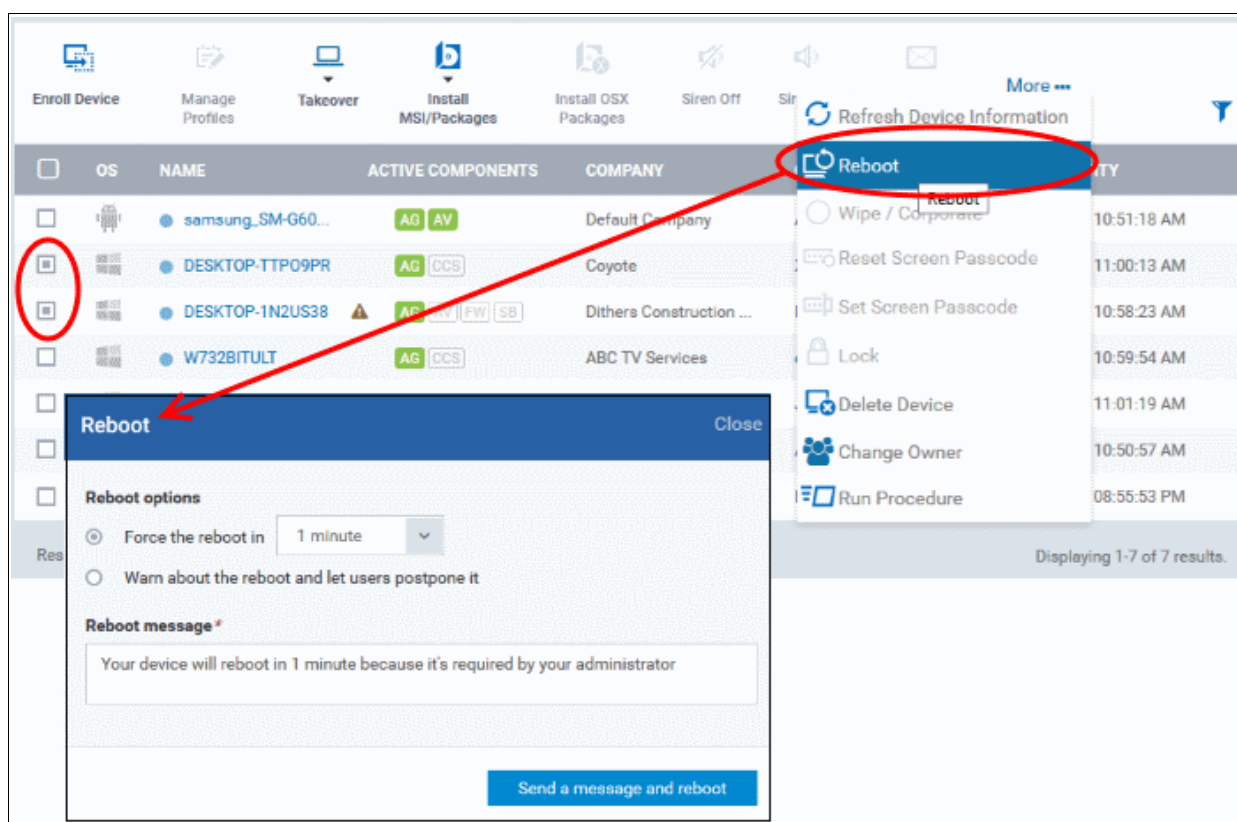 Enroll Device
Manage
Profiles
Takeover
Install
MSI/Packages
Install OSX
Packages
Siren Off
More
Refresh Device Information
OS NAME ACTIVE COMPONENTS COMPANY
Reboot
Reboot
samsung_SM-G60... AG AV Default Company 10:51:18 AM
Wipe / Corporate
DESKTOP-TTPO9PR AG CCS Coyote 11:00:13 AM
Reset Screen Passcode
DESKTOP-1N2US38 AG AV FW SB Dithers Construction ... 10:58:23 AM
Set Screen Passcode
W732BITULT AG CCS ABC TV Services 10:59:54 AM
Lock
Delete Device 11:01:19 AM
Change Owner 10:50:57 AM
Run Procedure 08:55:53 PM
Displaying 1-7 of 7 results.
Reboot Close
Reboot options
Force the reboot in 1 minute
Warn about the reboot and let users postpone it
Reboot message*
Your device will reboot in 1 minute because it's required by your administrator
Send a message and reboot